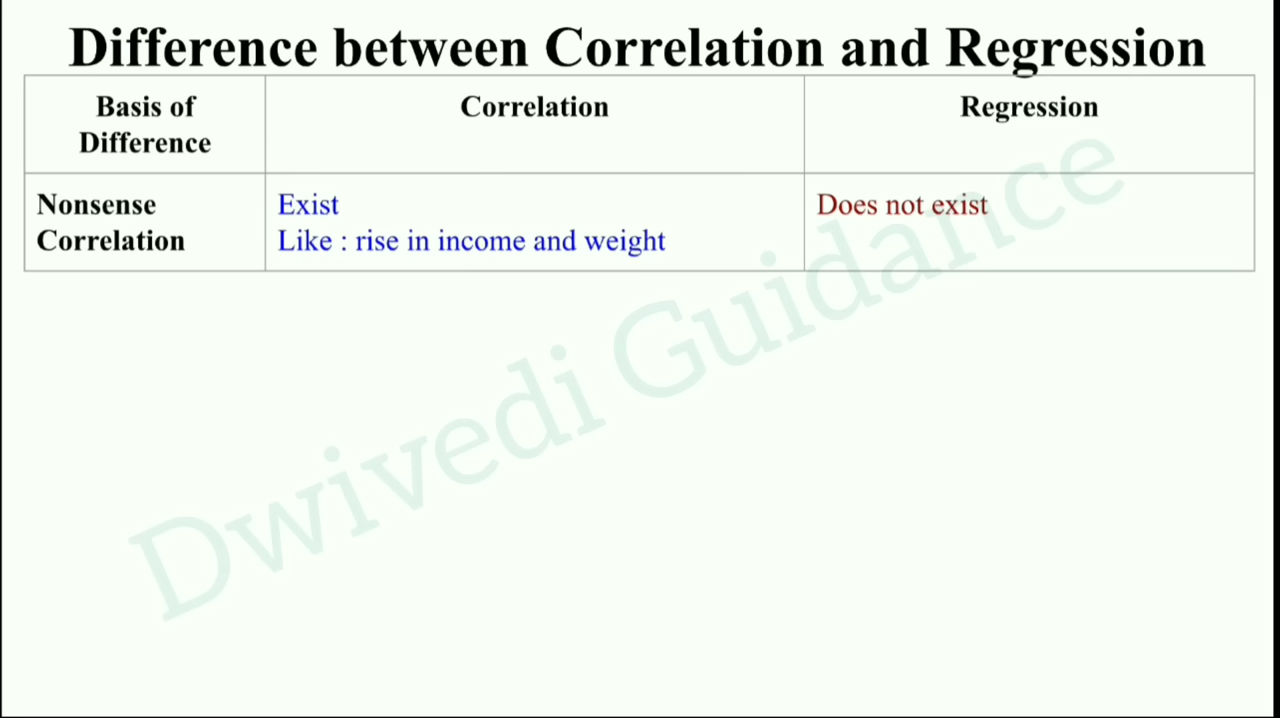 Difference between Correlation and Regression
Basis of
Difference
Correlation
Regression
Nonsense
Correlation
Exist
Like : rise in income and weight
Does not exist
Dwivedi Guidance